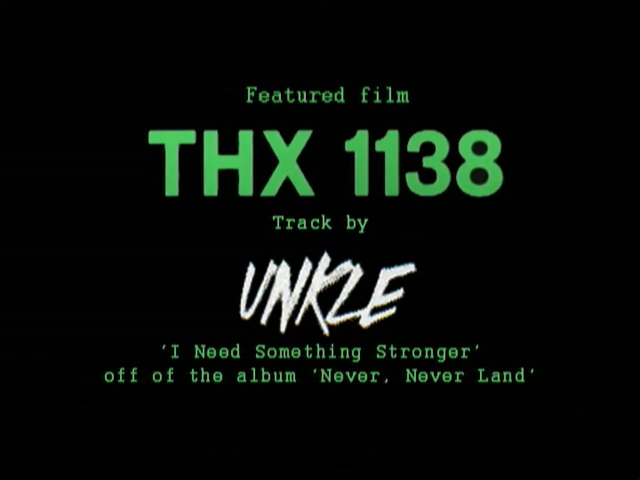 Featured film
THX 1138
Track by
UNKLE
'I Need Something Stronger'
off of the album 'Never, Never Land'